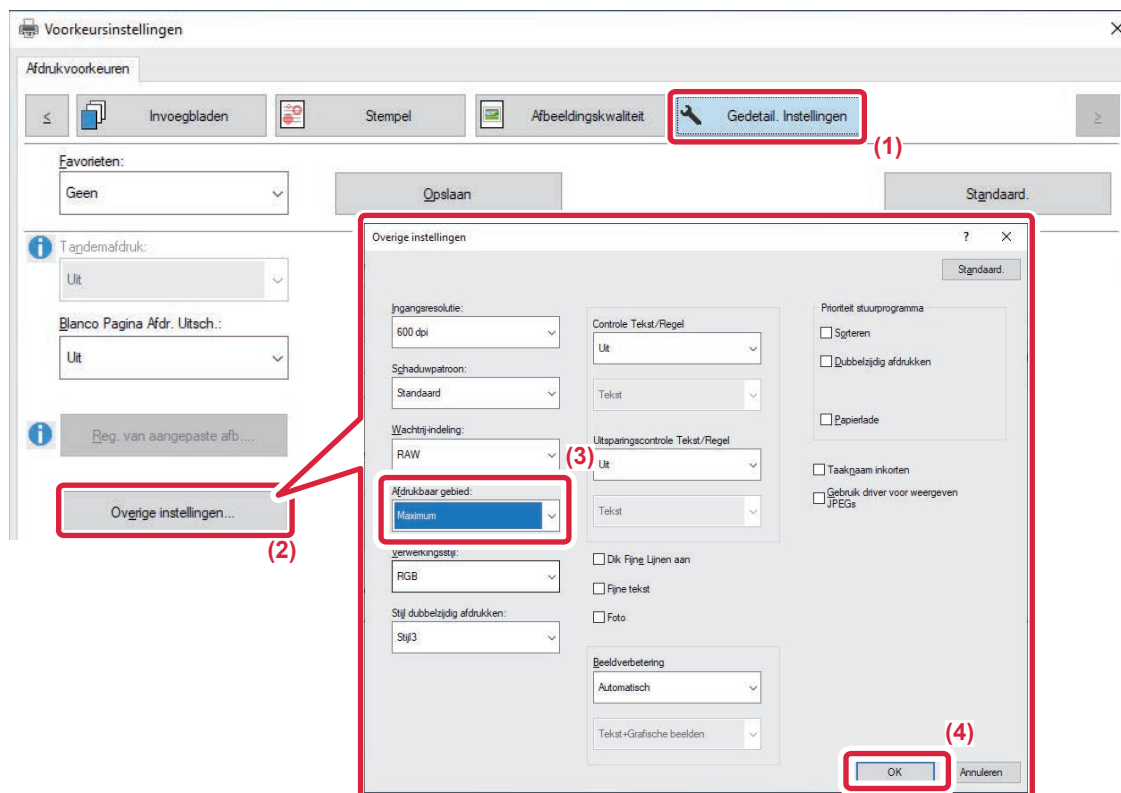 Voorkeursinstellingen
Afdrukvoorkeuren
<
Invoegbladen
Stempel
Afbeeldingskwaliteit
Gedetail. Instellingen
>
(1)
Favorieten:
Geen
Opslaan
Standaard.
Tandemafdruk:
Uit
Blanco Pagina Afdr. Uitsch.:
Uit
Reg. van aangepaste afb....
Overige instellingen...
(2)
Overige instellingen
?
Standaard.
Ingangsresolutie:
600 dpi
Schaduwpatroon:
Standaard
Wachtrij-indeling:
RAW
(3)
Afdrukbaar gebied:
Maximum
Verwerkingsstijl:
RGB
Stijl dubbelzijdig afdrukken:
Stijl3
Controle Tekst/Regel
Uit
Tekst
Uitsparingscontrole Tekst/Regel
Uit
Tekst
Dik Fijne Lijnen aan
Fijne tekst
Foto
Beeldverbetering
Automatisch
Tekst+Grafische beelden
Prioriteit stuurprogramma
Sorteren
Dubbelzijdig afdrukken
Papierlade
Taaknaam inkorten
Gebruik driver voor weergeven
JPEGs
(4)
OK
Annuleren